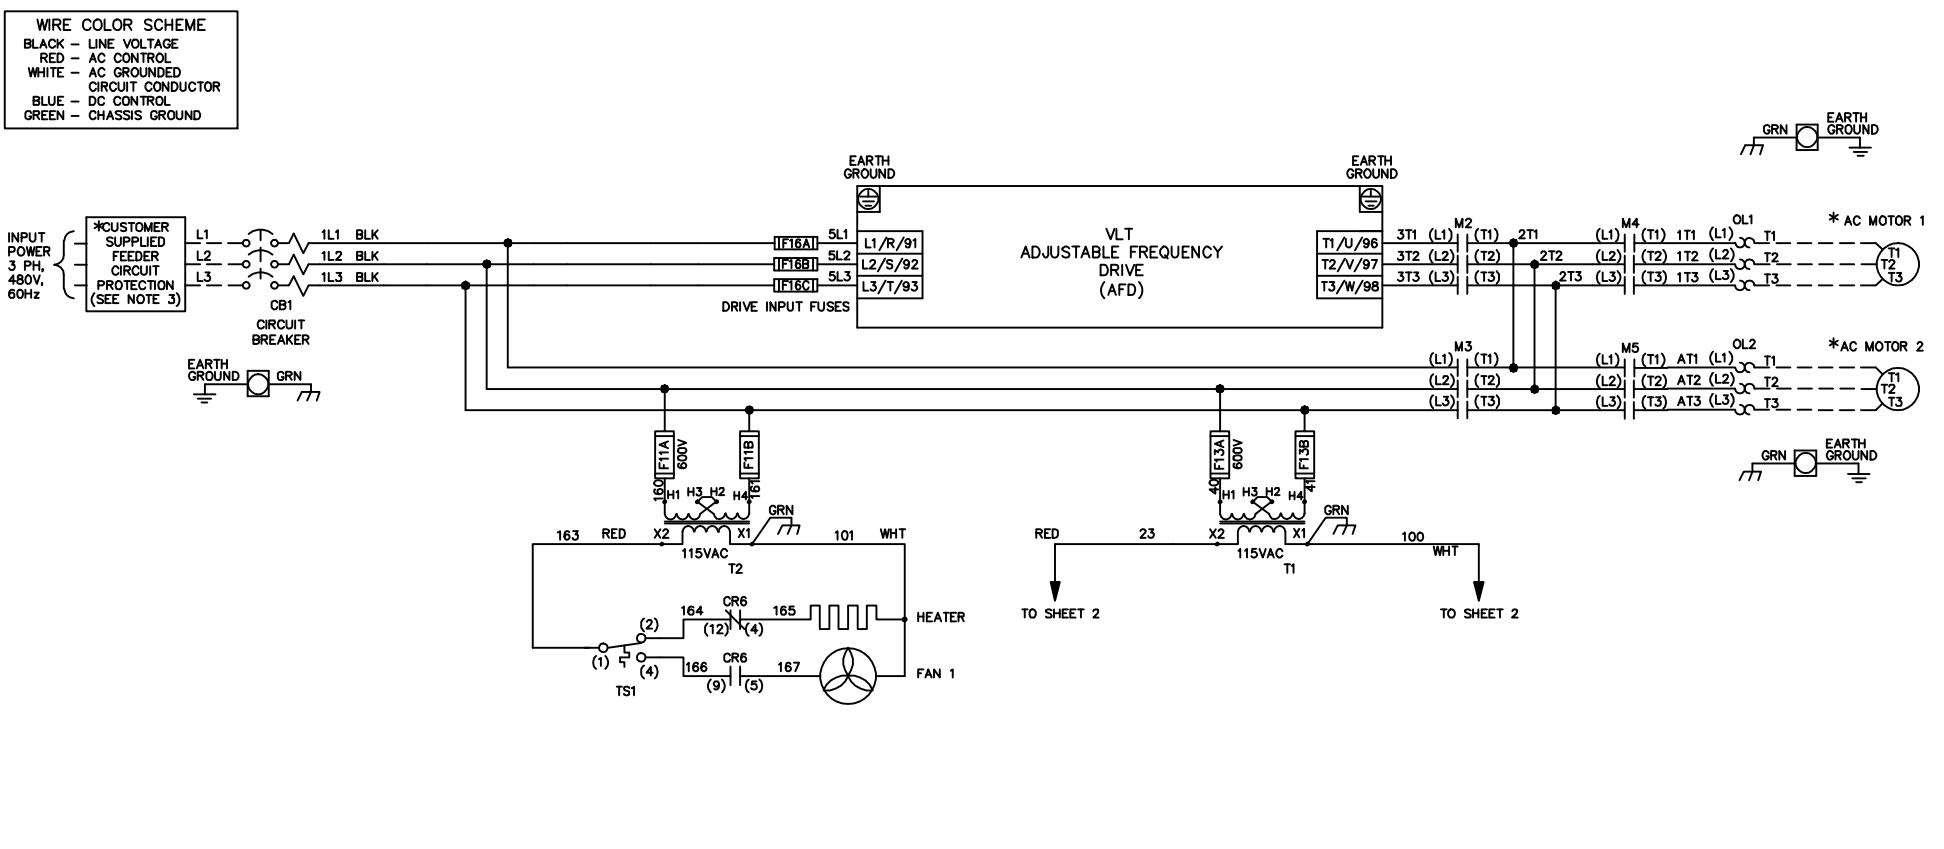 WIRE COLOR SCHEME
BLACK – LINE VOLTAGE
RED – AC CONTROL
WHITE – AC GROUNDED
CIRCUIT CONDUCTOR
BLUE – DC CONTROL
GREEN – CHASSIS GROUND
GRN
EARTH
GROUND
EARTH
GROUND
EARTH
GROUND
INPUT
POWER
3 PH,
480V,
60Hz
*CUSTOMER
SUPPLIED
FEEDER
CIRCUIT
PROTECTION
(SEE NOTE 3)
L1
L2
L3
CB1
CIRCUIT
BREAKER
1L1 BLK
1L2 BLK
1L3 BLK
F16A
F16B
F16C
DRIVE INPUT FUSES
5L1
5L2
5L3
L1/R/91
L2/S/92
L3/T/93
VLT
ADJUSTABLE FREQUENCY
DRIVE
(AFD)
T1/U/96
T2/V/97
T3/W/98
M2
3T1 (L1) (T1) 2T1
3T2 (L2) (T2) 2T2
3T3 (L3) (T3) 2T3
M4
(L1) (T1) 1T1 (L1)
(L2) (T2) 1T2 (L2)
(L3) (T3) 1T3 (L3)
OL1
T1
T2
T3
* AC MOTOR 1
T1
T2
T3
EARTH
GROUND
GRN
M3
(L1) (T1)
(L2) (T2)
(L3) (T3)
M5
(L1) (T1) AT1 (L1)
(L2) (T2) AT2 (L2)
(L3) (T3) AT3 (L3)
OL2
T1
T2
T3
*AC MOTOR 2
T1
T2
T3
GRN
EARTH
GROUND
F11A
600V
F11B
160
161
H1 H3 H2 H4
GRN
163 RED X2
X1 101 WHT
115VAC
T2
F13A
600V
F13B
40
41
H1 H3 H2 H4
GRN
RED 23 X2
X1 100
WHT
115VAC
T1
TO SHEET 2
TO SHEET 2
CR6
164 165
(12) (4)
HEATER
(2)
(1)
(4)
TS1
CR6
166 167
(9) (5)
FAN 1